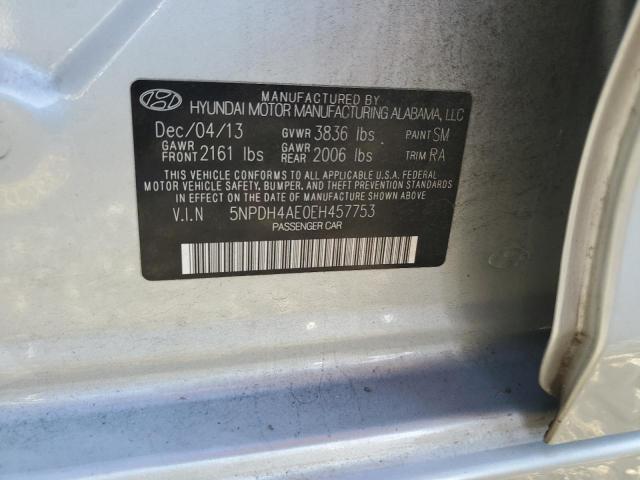 MANUFACTURED BY
HYUNDAI MOTOR MANUFACTURING ALABAMA, LLC
Dec/04/13 GVWR 3836 lbs PAINT SM
GAWR FRONT 2161 lbs GAWR REAR 2006 lbs TRIM RA
THIS VEHICLE CONFORMS TO ALL APPLICABLE U.S.A. FEDERAL
MOTOR VEHICLE SAFETY, BUMPER, AND THEFT PREVENTION STANDARDS
IN EFFECT ON THE DATE OF MANUFACTURE SHOWN ABOVE.
V.I.N 5NPDH4AE0EH457753
PASSENGER CAR